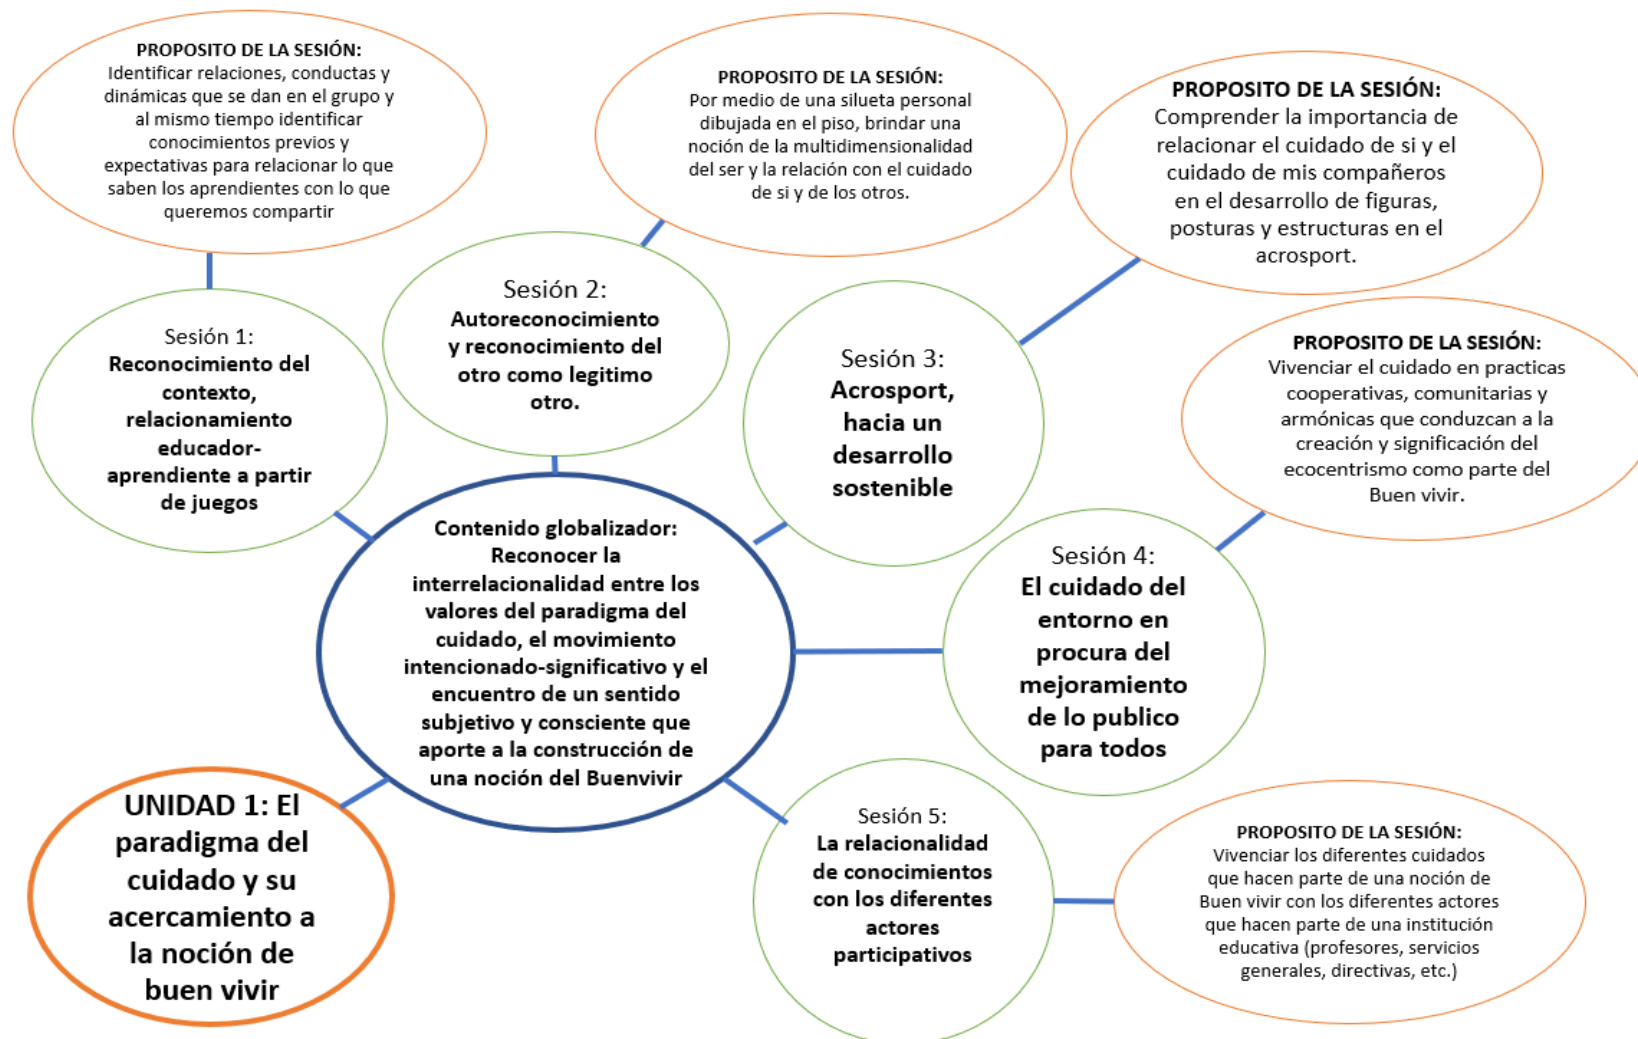 PROPOSITO DE LA SESIÓN:
Identificar relaciones, conductas y
dinámicas que se dan en el grupo y
al mismo tiempo identificar
conocimientos previos y
expectativas para relacionar lo que
saben los aprendientes con lo que
queremos compartir
PROPOSITO DE LA SESIÓN:
Por medio de una silueta personal
dibujada en el piso, brindar una
noción de la multidimensionalidad
del ser y la relación con el cuidado
de si y de los otros.
PROPOSITO DE LA SESIÓN:
Comprender la importancia de
relacionar el cuidado de si y el
cuidado de mis compañeros
en el desarrollo de figuras,
posturas y estructuras en el
acrosport.
Sesión 1:
Reconocimiento del
contexto,
relacionamiento
educador-
aprendiente a partir
de juegos
Sesión 2:
Autoreconocimiento
y reconocimiento del
otro como legitimo
otro.
Sesión 3:
Acrosport,
hacia un
desarrollo
sostenible
PROPOSITO DE LA SESIÓN:
Vivenciar el cuidado en practicas
cooperativas, comunitarias y
armónicas que conduzcan a la
creación y significación del
ecocentrismo como parte del
Buen vivir.
Contenido globalizador:
Reconocer la
interrelacionalidad entre los
valores del paradigma del
cuidado, el movimiento
intencionado-significativo y el
encuentro de un sentido
subjetivo y consciente que
aporte a la construcción de
una noción del Buenvivir
Sesión 4:
El cuidado del
entorno en
procura del
mejoramiento
de lo publico
para todos
UNIDAD 1: El
paradigma del
cuidado y su
acercamiento a
la noción de
buen vivir
Sesión 5:
La relacionalidad
de conocimientos
con los diferentes
actores
participativos
PROPOSITO DE LA SESIÓN:
Vivenciar los diferentes cuidados
que hacen parte de una noción de
Buen vivir con los diferentes actores
que hacen parte de una institución
educativa (profesores, servicios
generales, directivas, etc.)